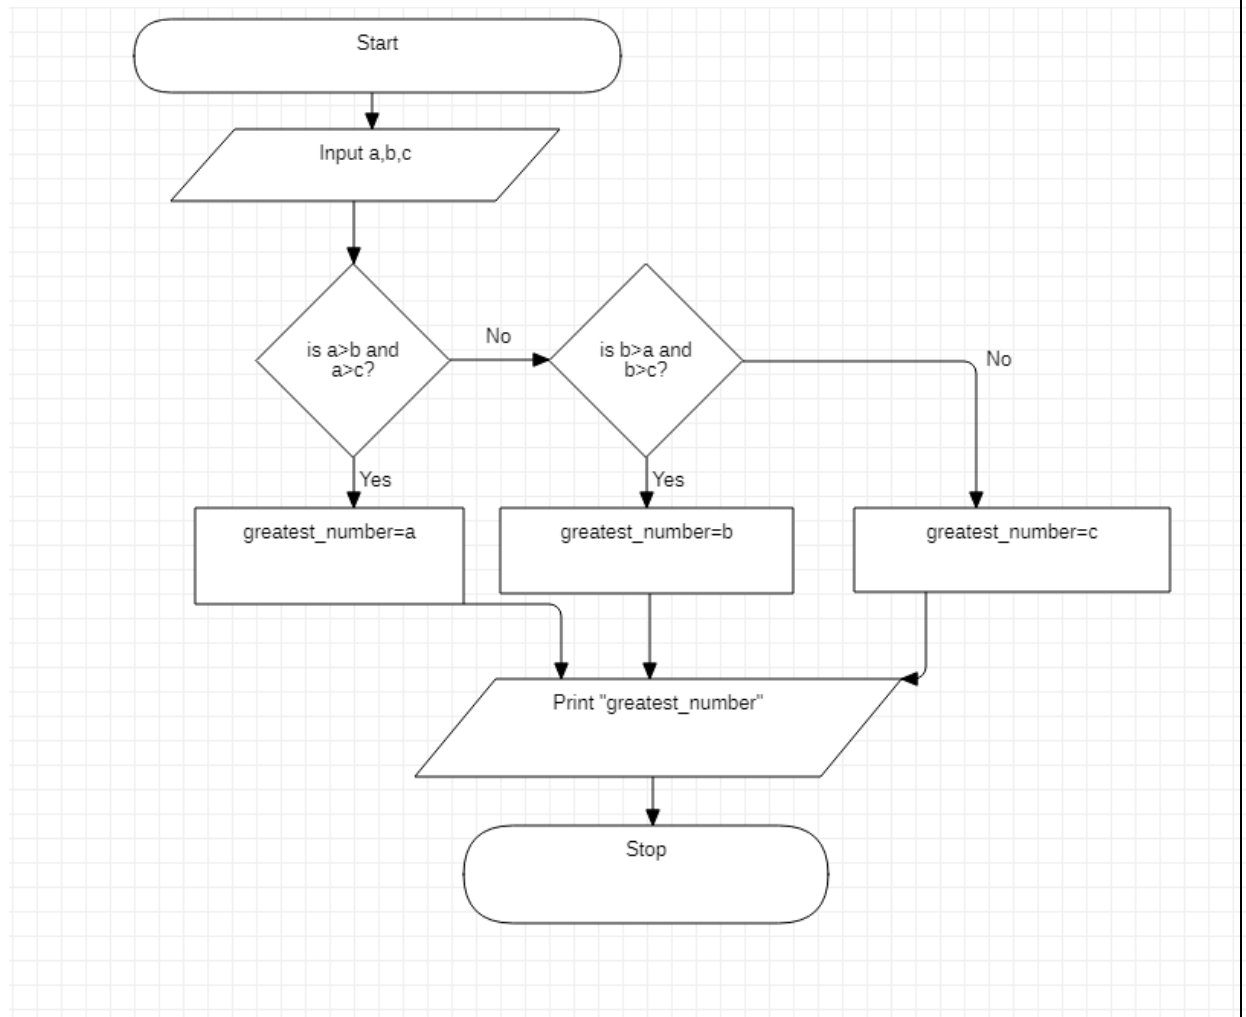 Start
Input a,b,c
is a>b and
a>c?
No
is b>a and
b>c?
No
Yes
Yes
greatest_number=a
greatest_number=b
greatest_number=c
Print "greatest_number"
Stop